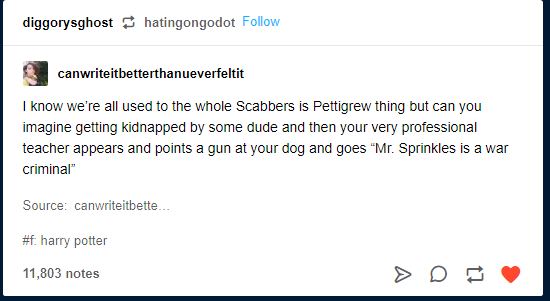 diggorysghost hatingongodot Follow
canwriteitbetterthanueverfeltit
I know we're all used to the whole Scabbers is Pettigrew thing but can you
imagine getting kidnapped by some dude and then your very professional
teacher appears and points a gun at your dog and goes “Mr. Sprinkles is a war
criminal”
Source: canwriteitbette…
#f: harry potter
11,803 notes